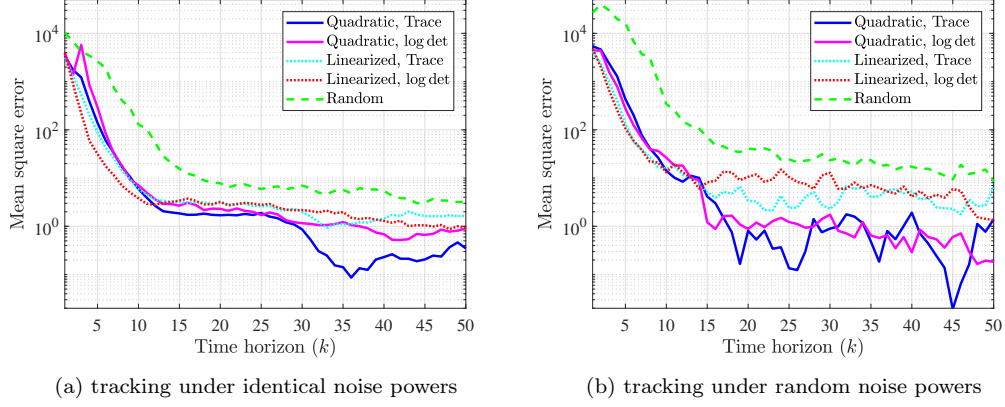 Quadratic, Trace
Quadratic, log det
Linearized, Trace
Linearized, log det
Random
10^4
10^2
10^0
Mean square error
5 10 15 20 25 30 35 40 45 50
Time horizon (k)
(a) tracking under identical noise powers
Quadratic, Trace
Quadratic, log det
Linearized, Trace
Linearized, log det
Random
10^4
10^2
10^0
Mean square error
5 10 15 20 25 30 35 40 45 50
Time horizon (k)
(b) tracking under random noise powers